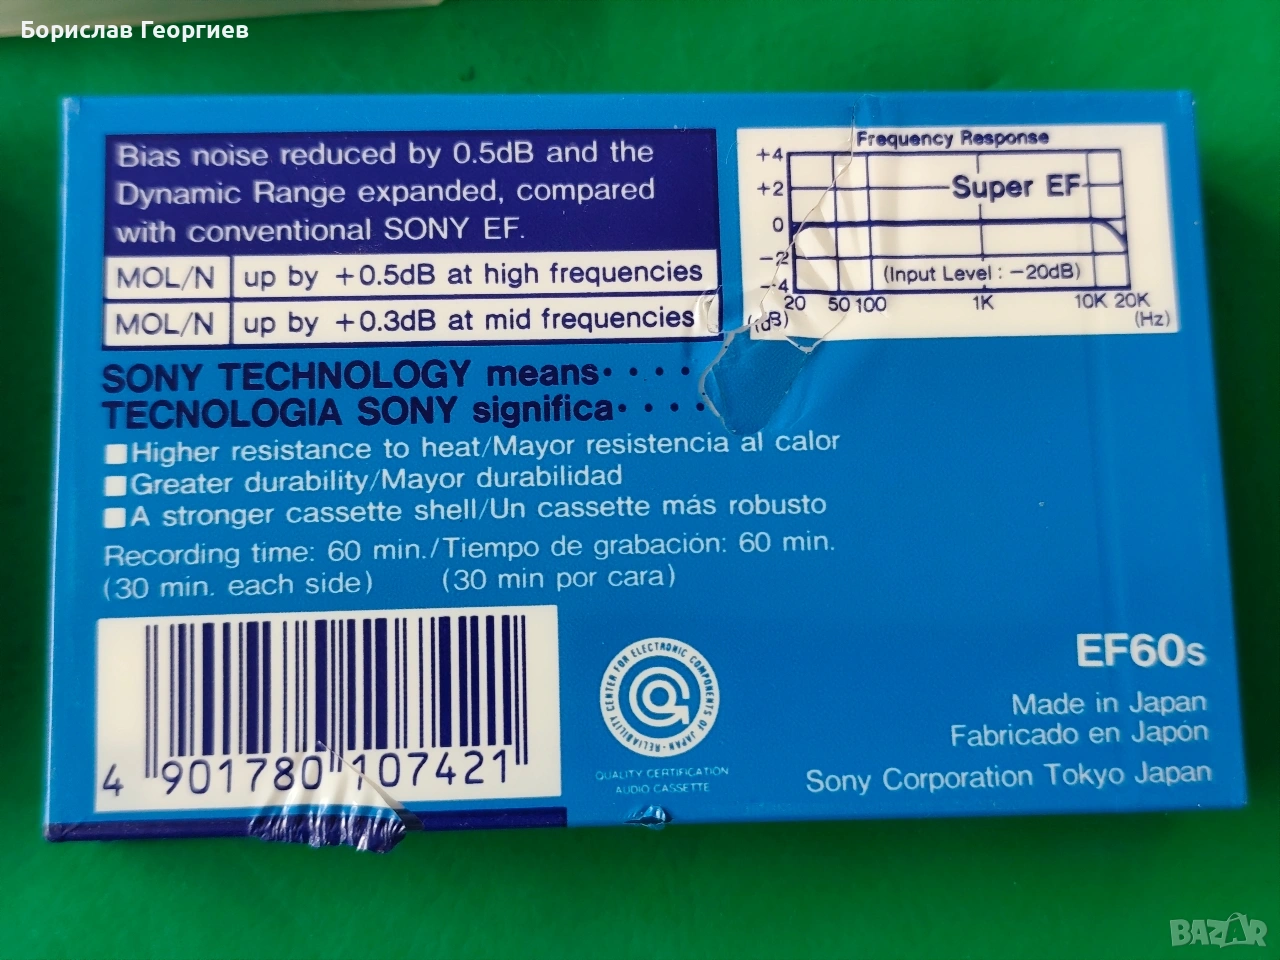 Борислав Георгиев
Bias noise reduced by 0.5dB and the
Dynamic Range expanded, compared
with conventional SONY EF.
MOL/N up by +0.5dB at high frequencies
MOL/N up by +0.3dB at mid frequencies
Frequency Response
+4
+2
0
-2
-4
Super EF
(Input Level : -20dB)
20 50 100 1K 10K 20K
(dB) (Hz)
SONY TECHNOLOGY means····
TECNOLOGIA SONY significa····
■Higher resistance to heat/Mayor resistencia al calor
■Greater durability/Mayor durabilidad
■A stronger cassette shell/Un cassette más robusto
Recording time: 60 min./Tiempo de grabación: 60 min.
(30 min. each side) (30 min por cara)
4 901780 107421
RELIABILITY CENTER FOR ELECTRONIC COMPONENTS OF JAPAN
QUALITY CERTIFICATION
AUDIO CASSETTE
EF60s
Made in Japan
Fabricado en Japón
Sony Corporation Tokyo Japan
BAZAR